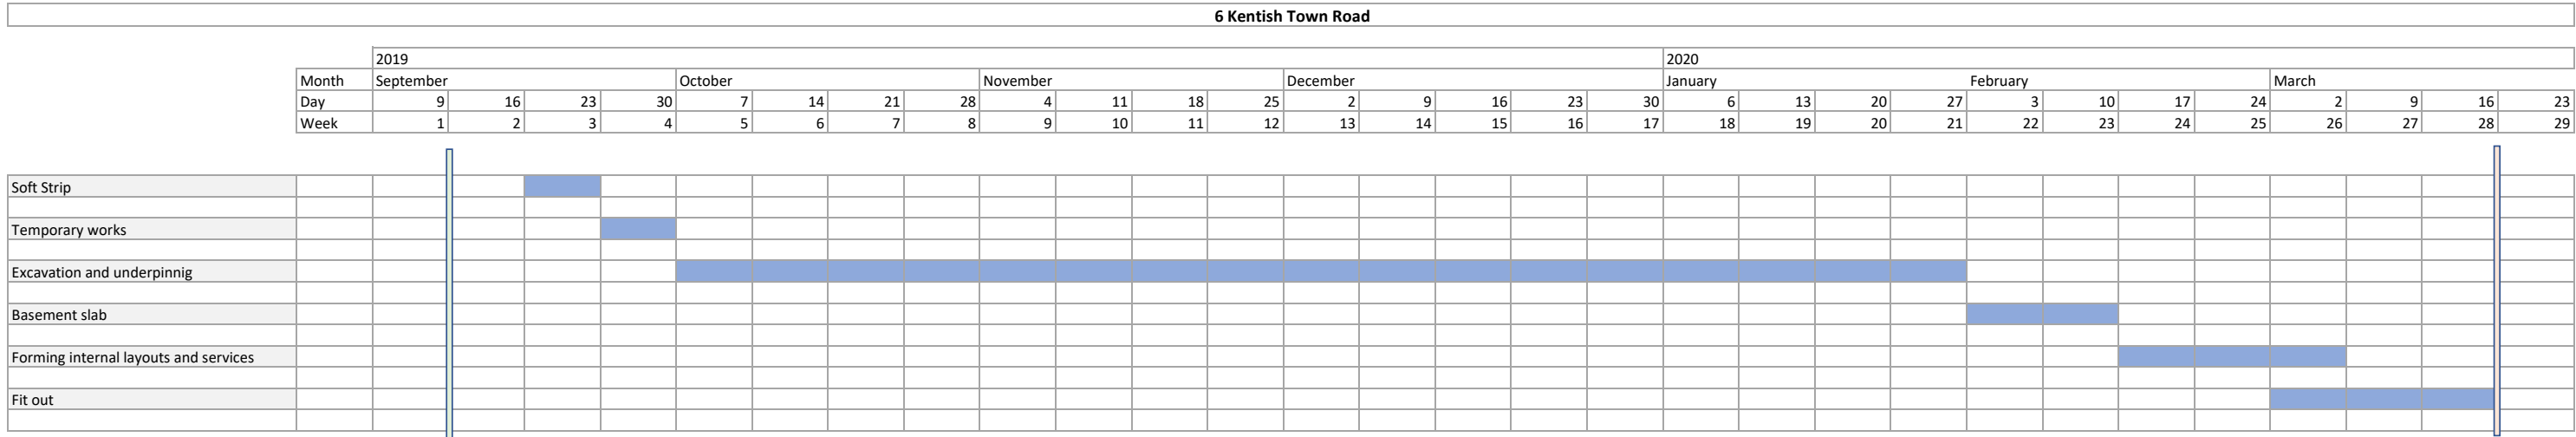 6 Kentish Town Road
2019 2020
Month September October November December January February March
Day 9 16 23 30 7 14 21 28 4 11 18 25 2 9 16 23 30 6 13 20 27 3 10 17 24 2 9 16 23
Week 1 2 3 4 5 6 7 8 9 10 11 12 13 14 15 16 17 18 19 20 21 22 23 24 25 26 27 28 29
Soft Strip
Temporary works
Excavation and underpinnig
Basement slab
Forming internal layouts and services
Fit out